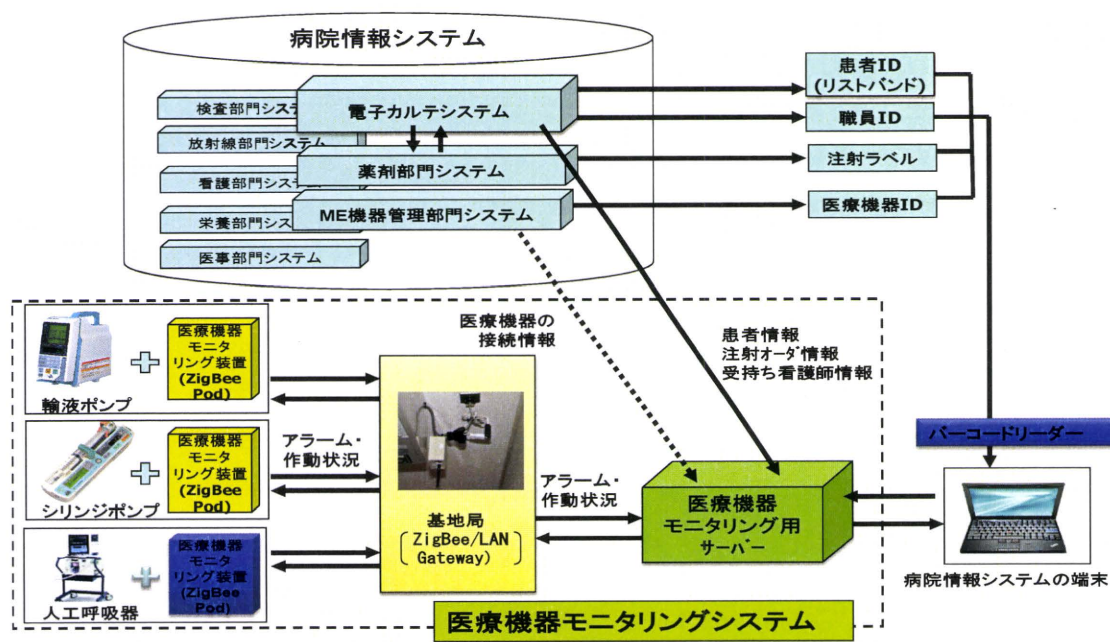 病院情報システム
検査部門システム
放射線部門システム
看護部門システム
栄養部門システム
医事部門システム
電子カルテシステム
薬剤部門システム
ME機器管理部門システム
患者ID
(リストバンド)
職員ID
注射ラベル
医療機器ID
医療機器の
接続情報
患者情報
注射オーダ情報
受持ち看護師情報
医療機器
モニタ
リング装置
(ZigBee
Pod)
輸液ポンプ
医療機器
モニタ
リング装置
(ZigBee
Pod)
シリンジポンプ
医療機器
モニタ
リング装置
(ZigBee
Pod)
人工呼吸器
アラーム・
作動状況
基地局
(ZigBee/LAN
Gateway)
アラーム・
作動状況
医療機器
モニタリング用
サーバー
バーコードリーダー
病院情報システムの端末
医療機器モニタリングシステム